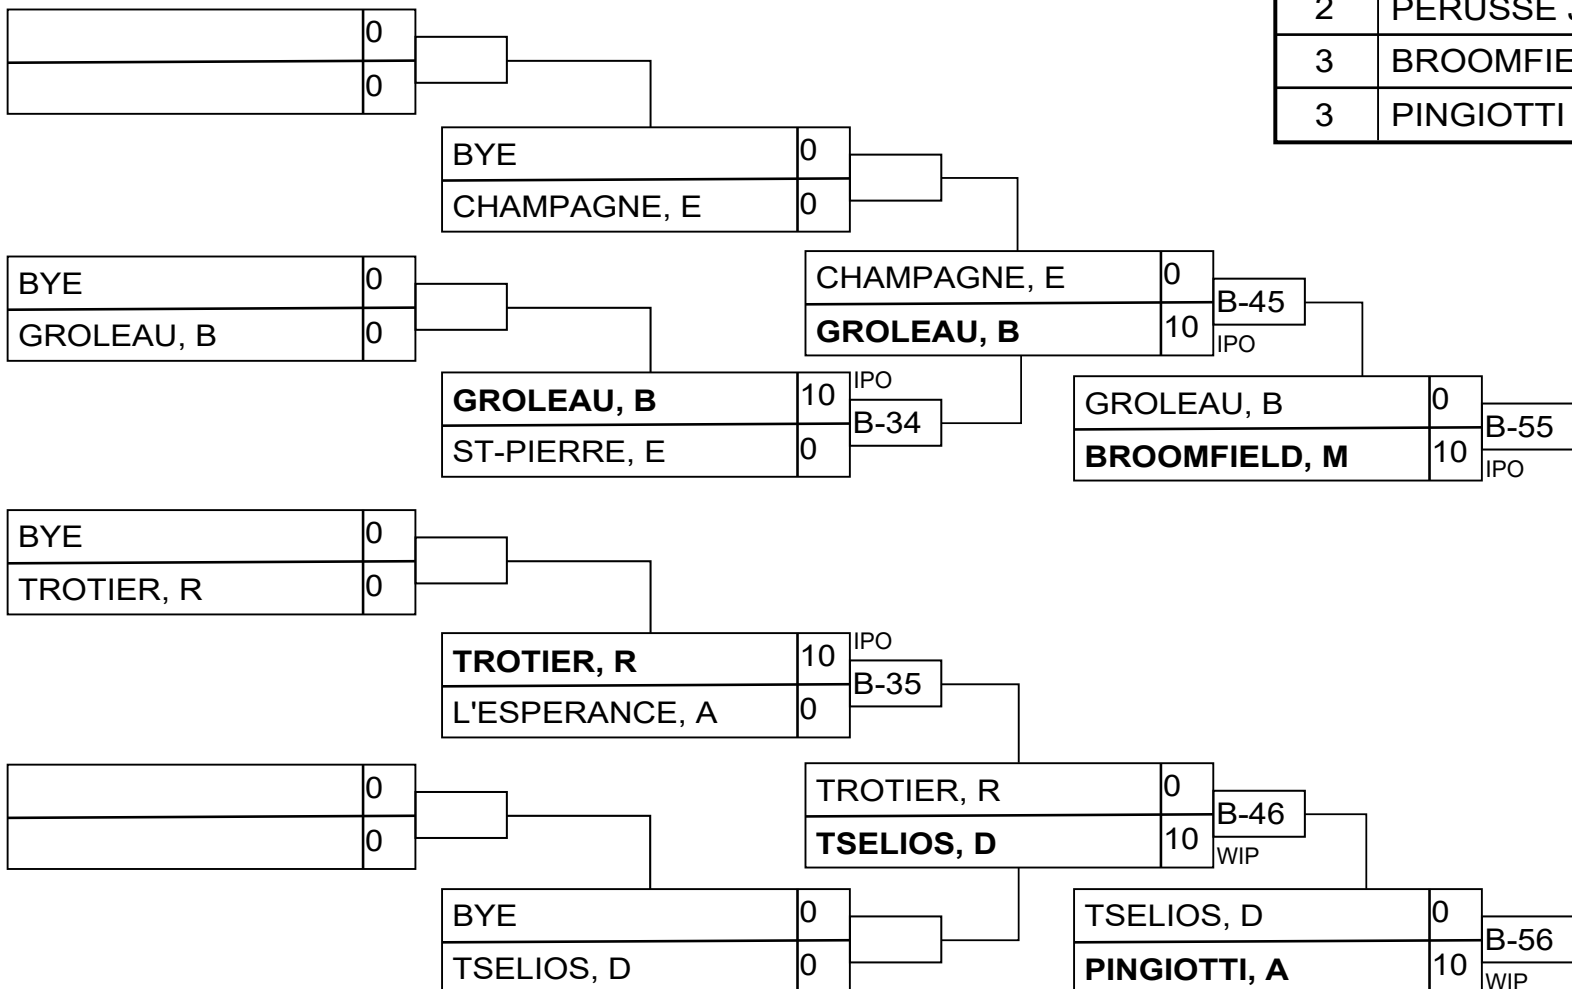 0
0
2 PERUSSE
3 BROOMFIE
3 PINGIOTTI
BYE 0
CHAMPAGNE, E 0
BYE 0
GROLEAU, B 0
CHAMPAGNE, E 0
GROLEAU, B 10
B-45
IPO
GROLEAU, B 10
ST-PIERRE, E 0
IPO
B-34
GROLEAU, B 0
BROOMFIELD, M 10
B-55
IPO
BYE 0
TROTIER, R 0
TROTIER, R 10
L'ESPERANCE, A 0
IPO
B-35
0
0
TROTIER, R 0
TSELIOS, D 10
B-46
WIP
BYE 0
TSELIOS, D 0
TSELIOS, D 0
PINGIOTTI, A 10
B-56
WIP